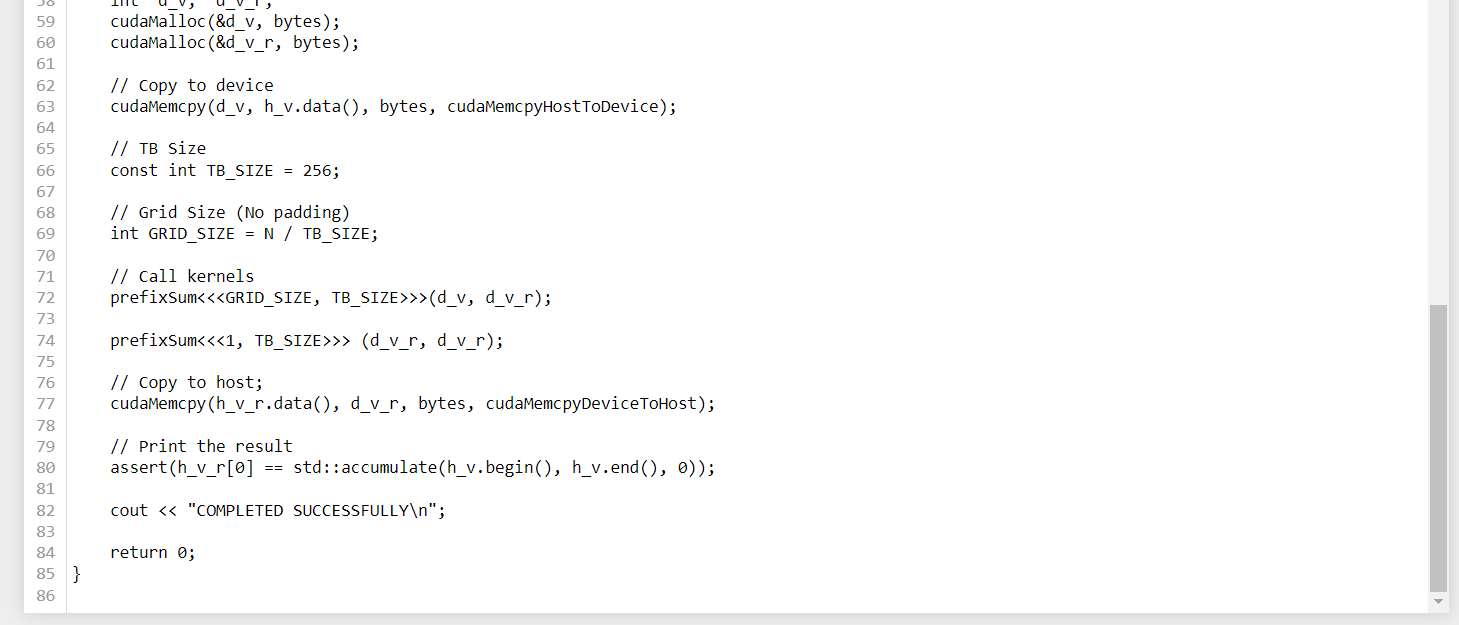 58 int *d_v, *d_v_r;
59 cudaMalloc(&d_v, bytes);
60 cudaMalloc(&d_v_r, bytes);
61
62 // Copy to device
63 cudaMemcpy(d_v, h_v.data(), bytes, cudaMemcpyHostToDevice);
64
65 // TB Size
66 const int TB_SIZE = 256;
67
68 // Grid Size (No padding)
69 int GRID_SIZE = N / TB_SIZE;
70
71 // Call kernels
72 prefixSum<<<GRID_SIZE, TB_SIZE>>>(d_v, d_v_r);
73
74 prefixSum<<<1, TB_SIZE>>> (d_v_r, d_v_r);
75
76 // Copy to host;
77 cudaMemcpy(h_v_r.data(), d_v_r, bytes, cudaMemcpyDeviceToHost);
78
79 // Print the result
80 assert(h_v_r[0] == std::accumulate(h_v.begin(), h_v.end(), 0));
81
82 cout << "COMPLETED SUCCESSFULLY\n";
83
84 return 0;
85 }
86